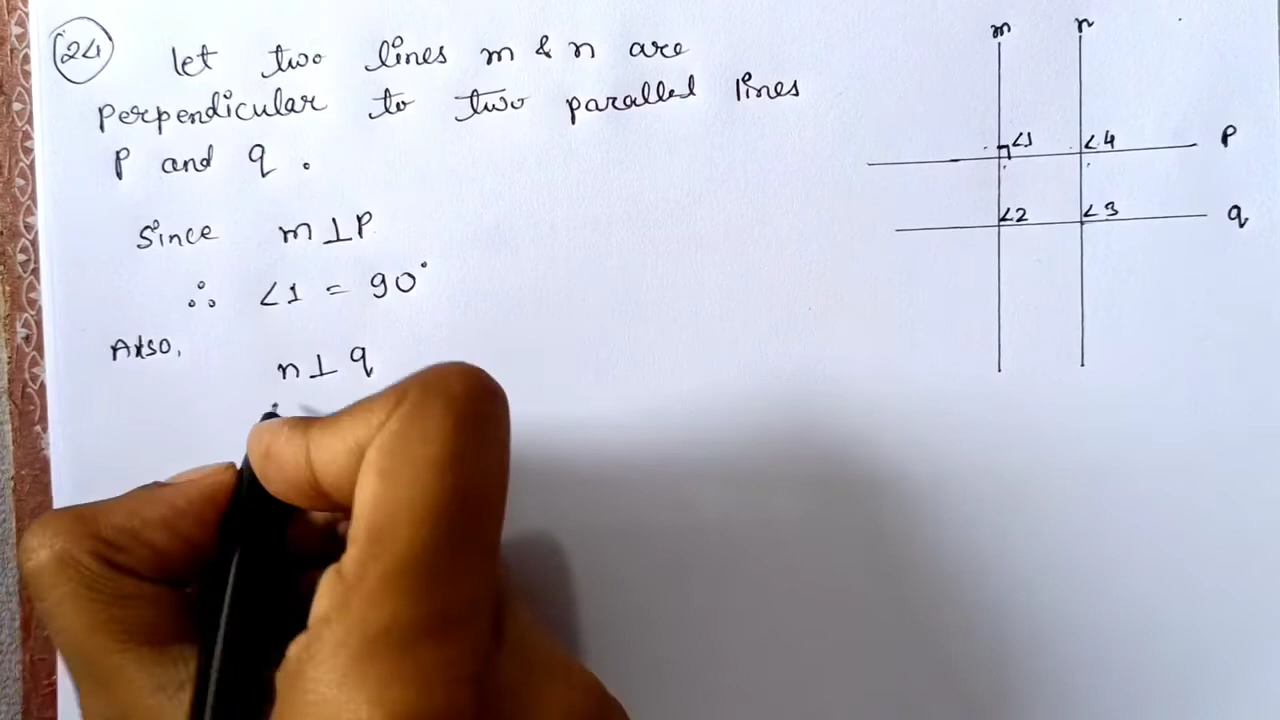 24 Let two lines m & n are
perpendicular to two parallel lines
P and q.
Since m ⊥ P
∴ ∠1 = 90°
Also,
n ⊥ q
m n
∠1 ∠4 P
∠2 ∠3 q